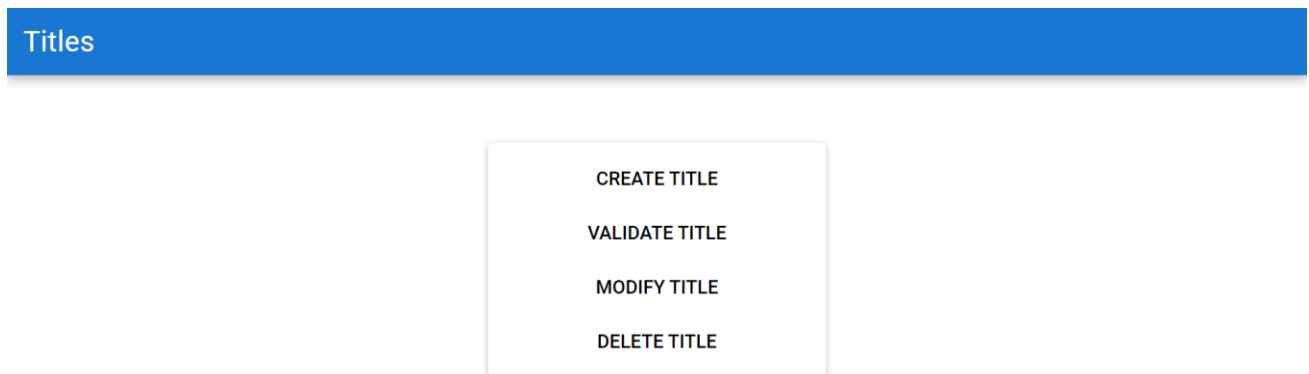 Titles
CREATE TITLE
VALIDATE TITLE
MODIFY TITLE
DELETE TITLE